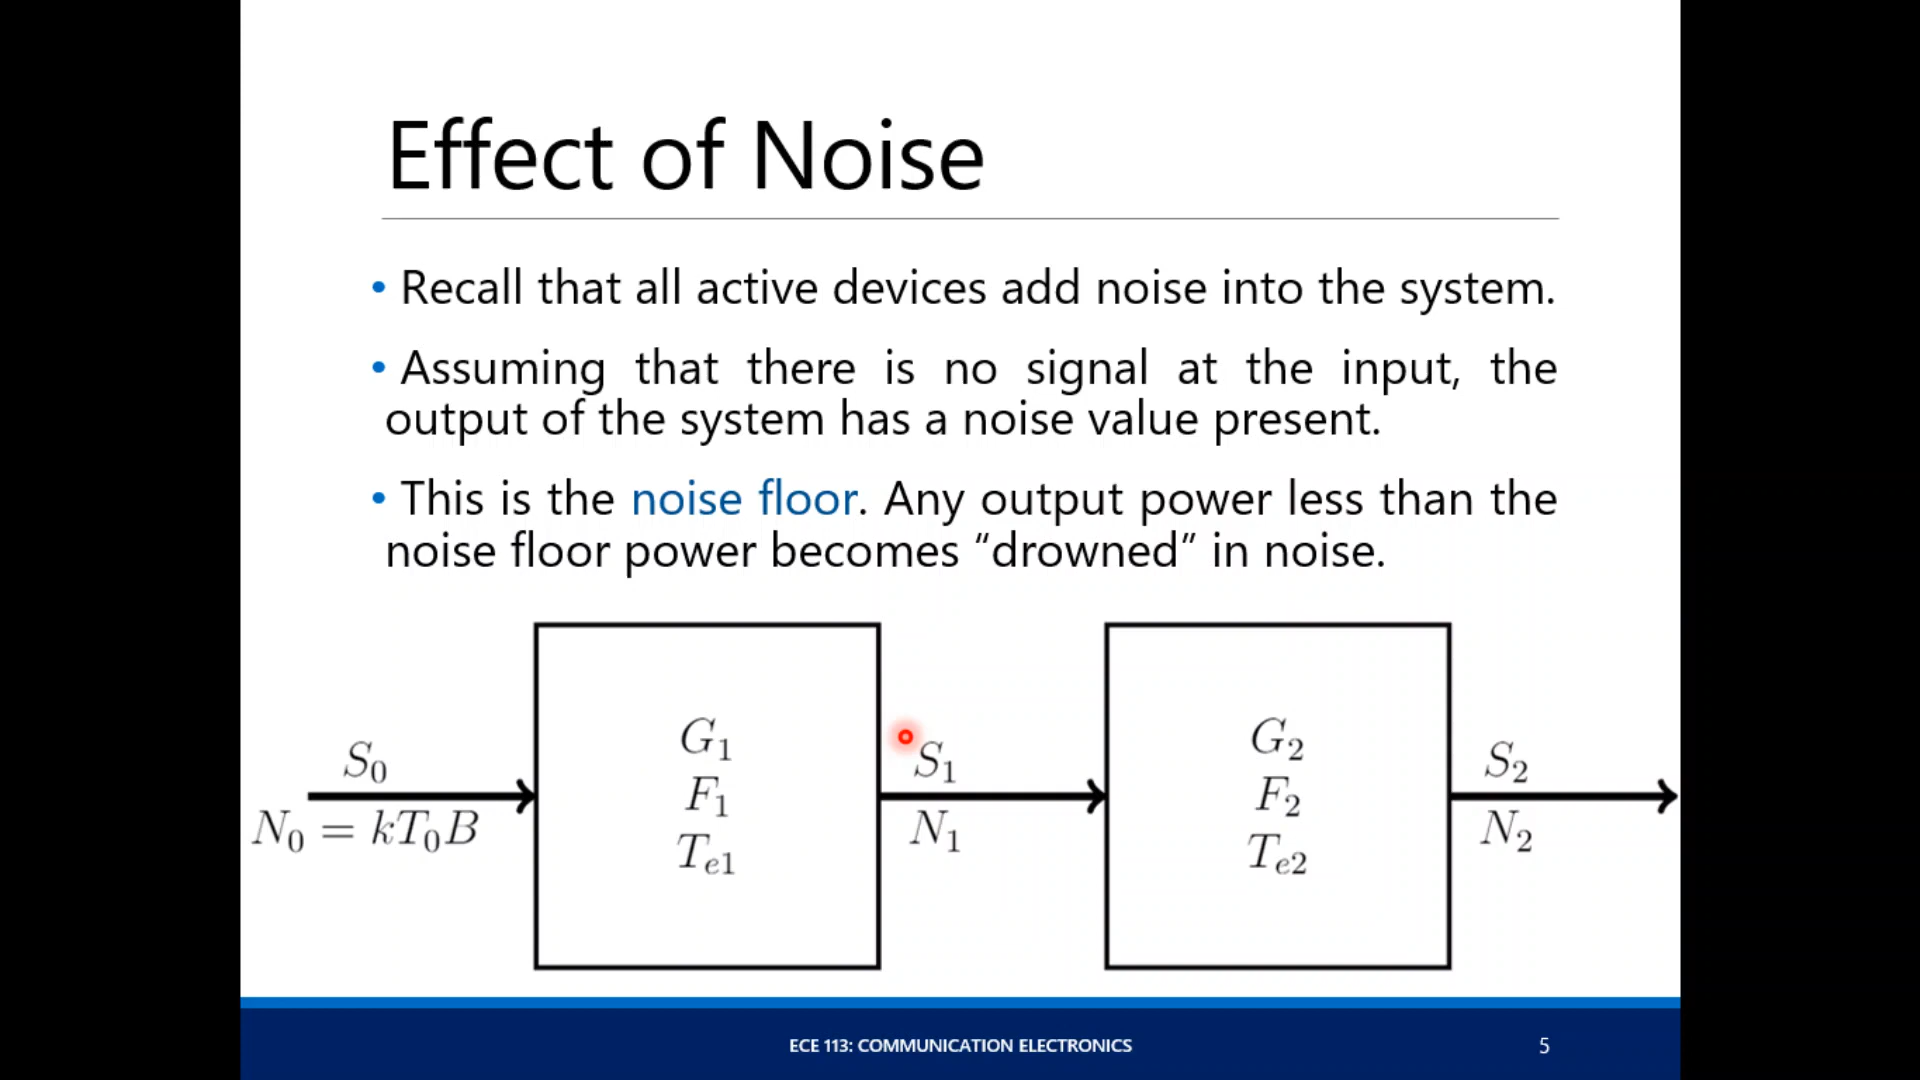 Effect of Noise
• Recall that all active devices add noise into the system.
• Assuming that there is no signal at the input, the
output of the system has a noise value present.
• This is the noise floor. Any output power less than the
noise floor power becomes “drowned” in noise.
S₀
N₀ = kT₀B
G₁
F₁
Tₑ₁
S₁
N₁
G₂
F₂
Tₑ₂
S₂
N₂
ECE 113: COMMUNICATION ELECTRONICS
5